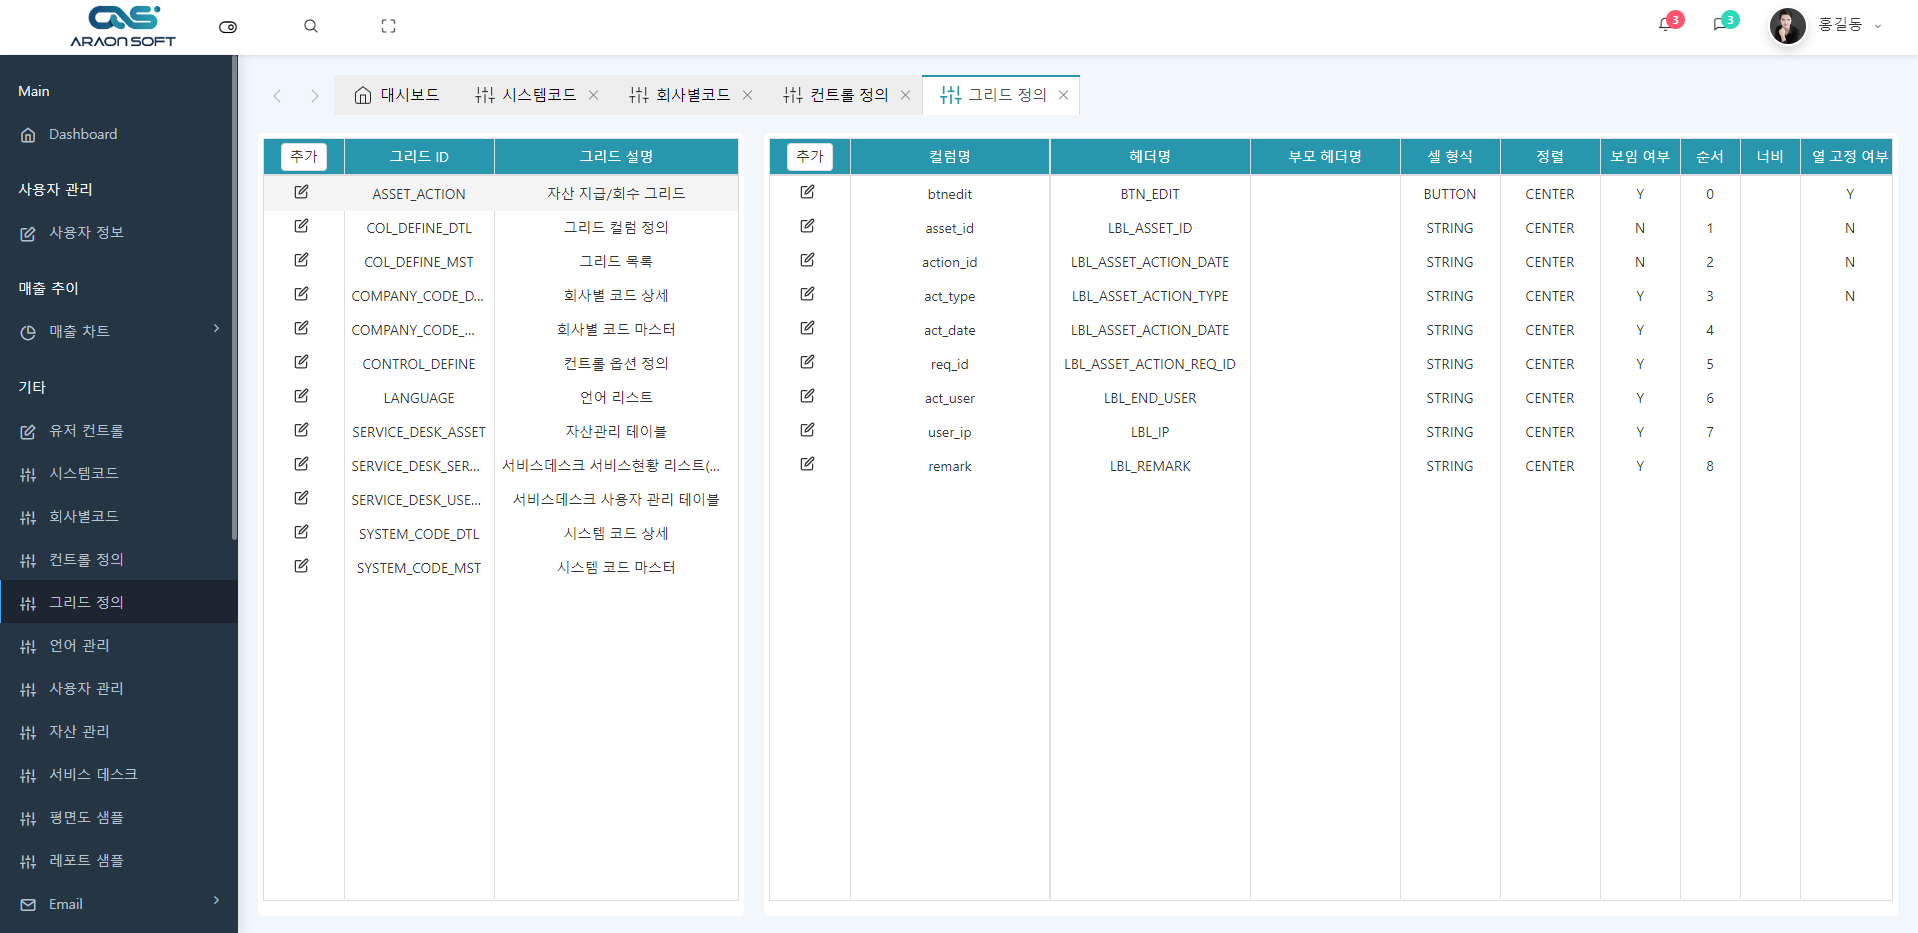 ARAON SOFT
3
3
홍길동
Main
Dashboard
사용자 관리
사용자 정보
매출 추이
매출 차트
기타
유저 컨트롤
시스템코드
회사별코드
컨트롤 정의
그리드 정의
언어 관리
사용자 관리
자산 관리
서비스 데스크
평면도 샘플
레포트 샘플
Email
대시보드 시스템코드 회사별코드 컨트롤 정의 그리드 정의
추가 그리드 ID 그리드 설명
ASSET_ACTION 자산 지급/회수 그리드
COL_DEFINE_DTL 그리드 컬럼 정의
COL_DEFINE_MST 그리드 목록
COMPANY_CODE_D... 회사별 코드 상세
COMPANY_CODE_... 회사별 코드 마스터
CONTROL_DEFINE 컨트롤 옵션 정의
LANGUAGE 언어 리스트
SERVICE_DESK_ASSET 자산관리 테이블
SERVICE_DESK_SER... 서비스데스크 서비스현황 리스트(...
SERVICE_DESK_USE... 서비스데스크 사용자 관리 테이블
SYSTEM_CODE_DTL 시스템 코드 상세
SYSTEM_CODE_MST 시스템 코드 마스터
추가 컬럼명 헤더명 부모 헤더명 셀 형식 정렬 보임 여부 순서 너비 열 고정 여부
btnedit BTN_EDIT BUTTON CENTER Y 0 Y
asset_id LBL_ASSET_ID STRING CENTER N 1 N
action_id LBL_ASSET_ACTION_DATE STRING CENTER N 2 N
act_type LBL_ASSET_ACTION_TYPE STRING CENTER Y 3 N
act_date LBL_ASSET_ACTION_DATE STRING CENTER Y 4
req_id LBL_ASSET_ACTION_REQ_ID STRING CENTER Y 5
act_user LBL_END_USER STRING CENTER Y 6
user_ip LBL_IP STRING CENTER Y 7
remark LBL_REMARK STRING CENTER Y 8